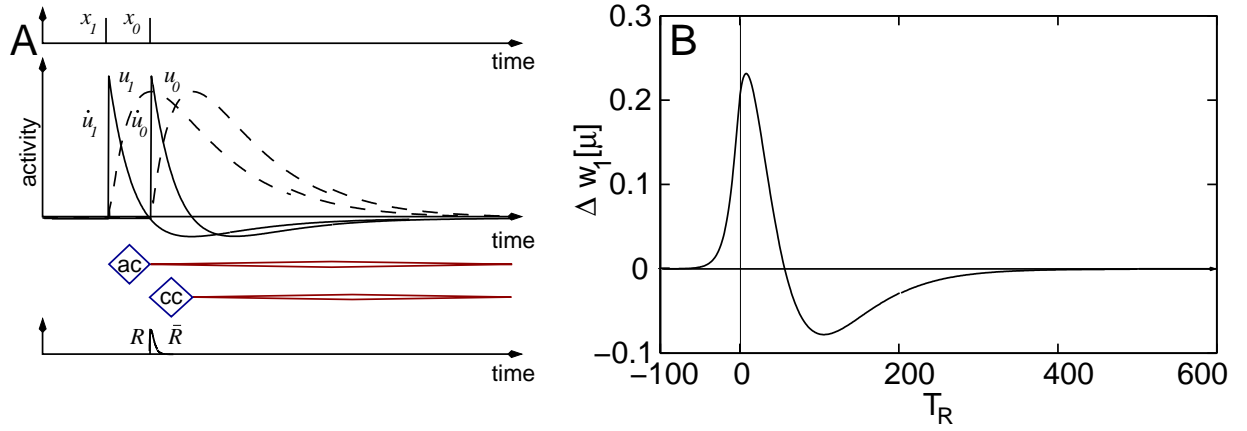 A
x₁ x₀
time
activity
u₁ u₀
u̇₁ /u̇₀
time
ac
cc
R R̄
time
B
Δ w₁[μ]
0.3
0.2
0.1
0
−0.1
−100 0 200 400 600
T_R